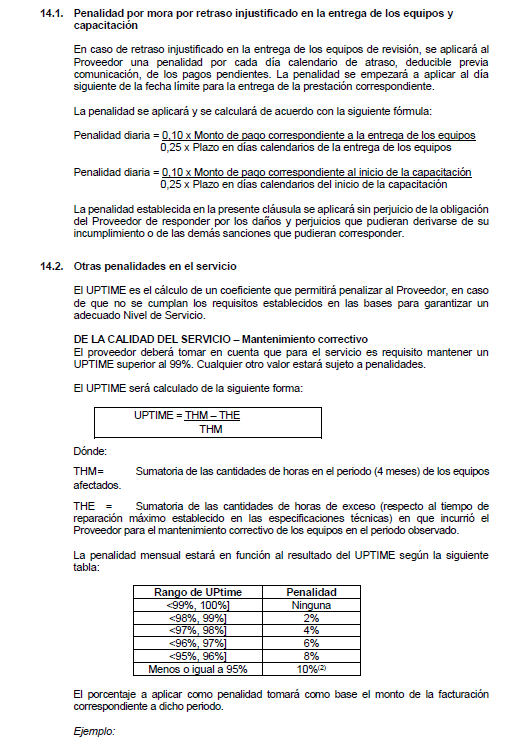 14.1. Penalidad por mora por retraso injustificado en la entrega de los equipos y
capacitación
En caso de retraso injustificado en la entrega de los equipos de revisión, se aplicará al
Proveedor una penalidad por cada día calendario de atraso, deducible previa
comunicación, de los pagos pendientes. La penalidad se empezará a aplicar al día
siguiente de la fecha límite para la entrega de la prestación correspondiente.
La penalidad se aplicará y se calculará de acuerdo con la siguiente fórmula:
Penalidad diaria = 0,10 x Monto de pago correspondiente a la entrega de los equipos
0,25 x Plazo en días calendarios de la entrega de los equipos
Penalidad diaria = 0,10 x Monto de pago correspondiente al inicio de la capacitación
0,25 x Plazo en días calendarios del inicio de la capacitación
La penalidad establecida en la presente cláusula se aplicará sin perjuicio de la obligación
del Proveedor de responder por los daños y perjuicios que pudieran derivarse de su
incumplimiento o de las demás sanciones que pudieran corresponder.
14.2. Otras penalidades en el servicio
El UPTIME es el cálculo de un coeficiente que permitirá penalizar al Proveedor, en caso
de que no se cumplan los requisitos establecidos en las bases para garantizar un
adecuado Nivel de Servicio.
DE LA CALIDAD DEL SERVICIO – Mantenimiento correctivo
El proveedor deberá tomar en cuenta que para el servicio es requisito mantener un
UPTIME superior al 99%. Cualquier otro valor estará sujeto a penalidades.
El UPTIME será calculado de la siguiente forma:
UPTIME = THM – THE
THM
Dónde:
THM= Sumatoria de las cantidades de horas en el periodo (4 meses) de los equipos
afectados.
THE = Sumatoria de las cantidades de horas de exceso (respecto al tiempo de
reparación máximo establecido en las especificaciones técnicas) en que incurrió el
Proveedor para el mantenimiento correctivo de los equipos en el periodo observado.
La penalidad mensual estará en función al resultado del UPTIME según la siguiente
tabla:
Rango de UPtime Penalidad
<99%, 100%] Ninguna
<98%, 99%] 2%
<97%, 98%] 4%
<96%, 97%] 6%
<95%, 96%] 8%
Menos o igual a 95% 10%(2)
El porcentaje a aplicar como penalidad tomará como base el monto de la facturación
correspondiente a dicho periodo.
Ejemplo: